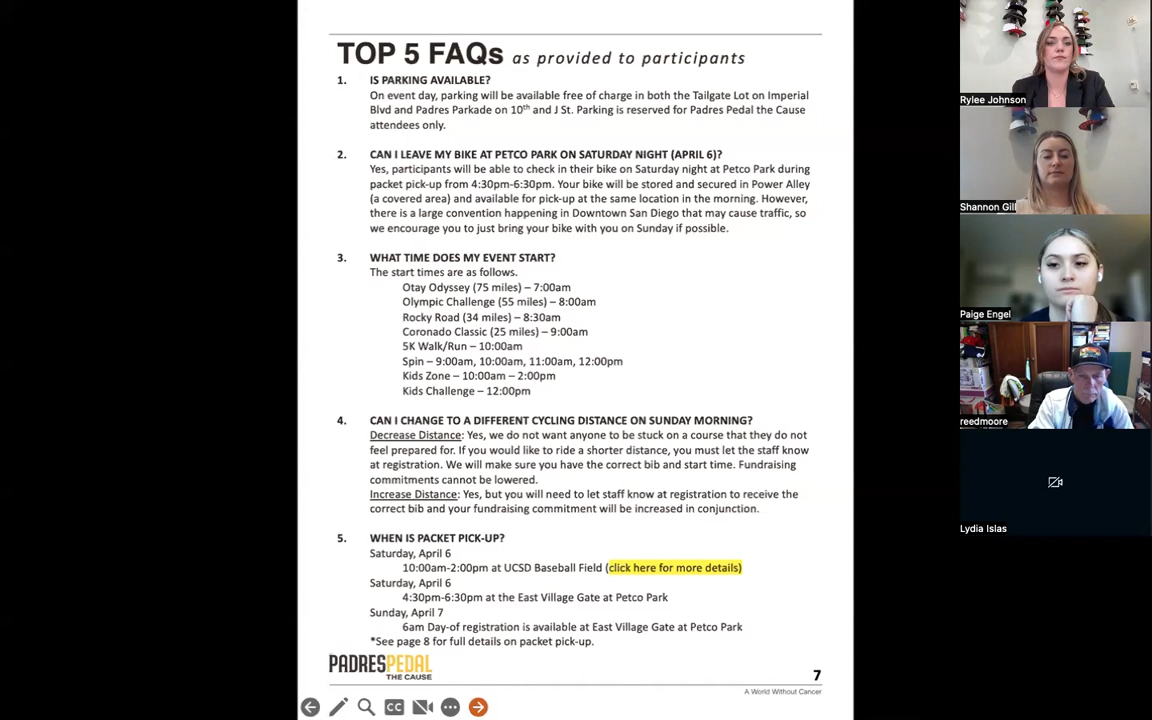 TOP 5 FAQs as provided to participants
1. IS PARKING AVAILABLE?
On event day, parking will be available free of charge in both the Tailgate Lot on Imperial
Blvd and Padres Parkade on 10th and J St. Parking is reserved for Padres Pedal the Cause
attendees only.
2. CAN I LEAVE MY BIKE AT PETCO PARK ON SATURDAY NIGHT (APRIL 6)?
Yes, participants will be able to check in their bike on Saturday night at Petco Park during
packet pick-up from 4:30pm-6:30pm. Your bike will be stored and secured in Power Alley
(a covered area) and available for pick-up at the same location in the morning. However,
there is a large convention happening in Downtown San Diego that may cause traffic, so
we encourage you to just bring your bike with you on Sunday if possible.
3. WHAT TIME DOES MY EVENT START?
The start times are as follows.
Otay Odyssey (75 miles) – 7:00am
Olympic Challenge (55 miles) – 8:00am
Rocky Road (34 miles) – 8:30am
Coronado Classic (25 miles) – 9:00am
5K Walk/Run – 10:00am
Spin – 9:00am, 10:00am, 11:00am, 12:00pm
Kids Zone – 10:00am – 2:00pm
Kids Challenge – 12:00pm
4. CAN I CHANGE TO A DIFFERENT CYCLING DISTANCE ON SUNDAY MORNING?
Decrease Distance: Yes, we do not want anyone to be stuck on a course that they do not
feel prepared for. If you would like to ride a shorter distance, you must let the staff know
at registration. We will make sure you have the correct bib and start time. Fundraising
commitments cannot be lowered.
Increase Distance: Yes, but you will need to let staff know at registration to receive the
correct bib and your fundraising commitment will be increased in conjunction.
5. WHEN IS PACKET PICK-UP?
Saturday, April 6
10:00am-2:00pm at UCSD Baseball Field (click here for more details)
Saturday, April 6
4:30pm-6:30pm at the East Village Gate at Petco Park
Sunday, April 7
6am Day-of registration is available at East Village Gate at Petco Park
*See page 8 for full details on packet pick-up.
PADRESPEDAL
THE CAUSE
7
A World Without Cancer
CC
Rylee Johnson
Shannon Gill
Paige Engel
reedmoore
Lydia Islas